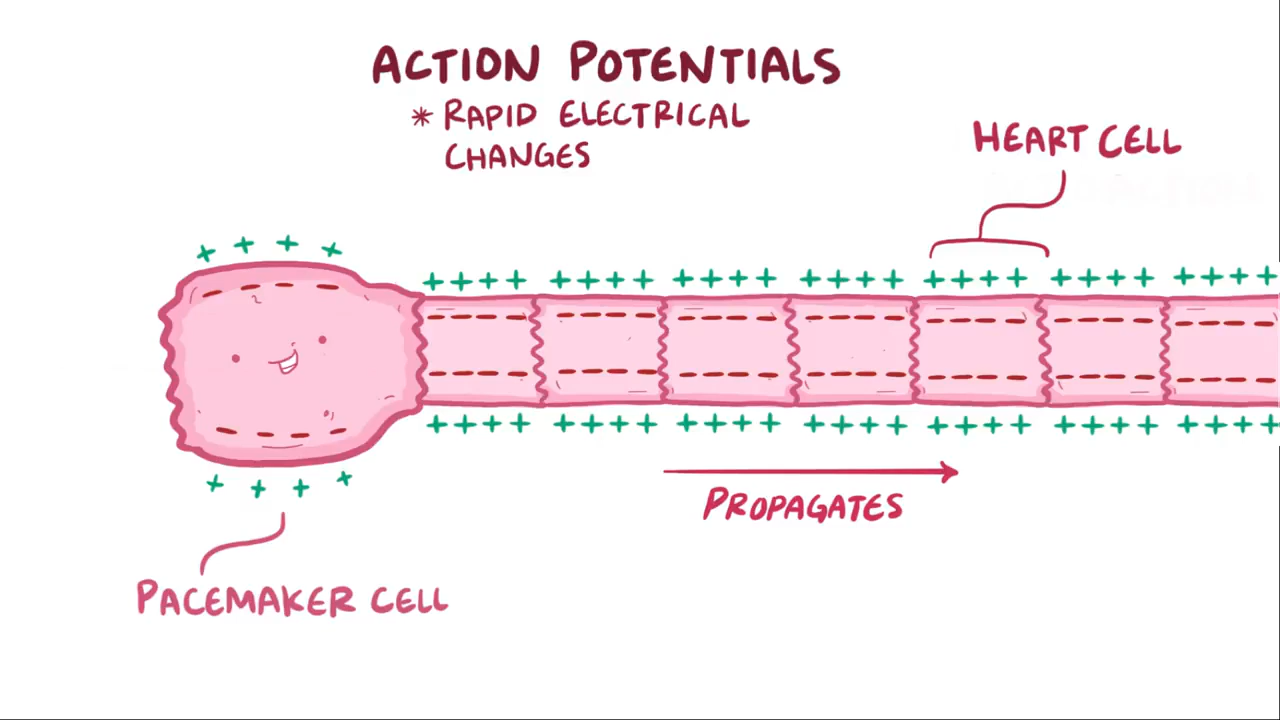 ACTION POTENTIALS
* RAPID ELECTRICAL
CHANGES
HEART CELL
PROPAGATES
PACEMAKER CELL